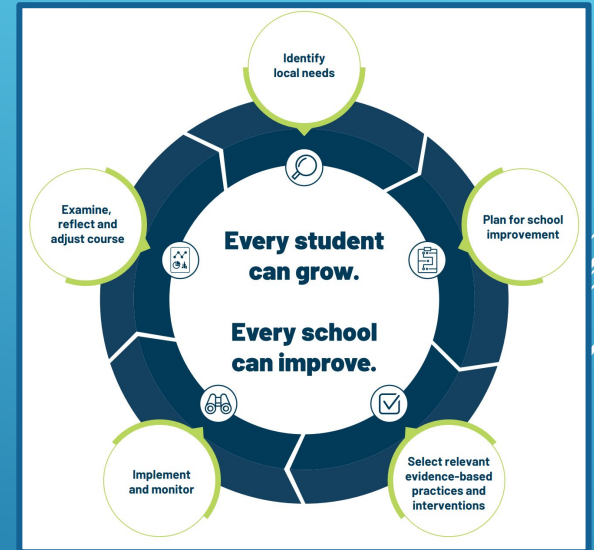 Identify
local needs
Plan for school
improvement
Select relevant
evidence-based
practices and
interventions
Implement
and monitor
Examine,
reflect and
adjust course
Every student
can grow.
Every school
can improve.